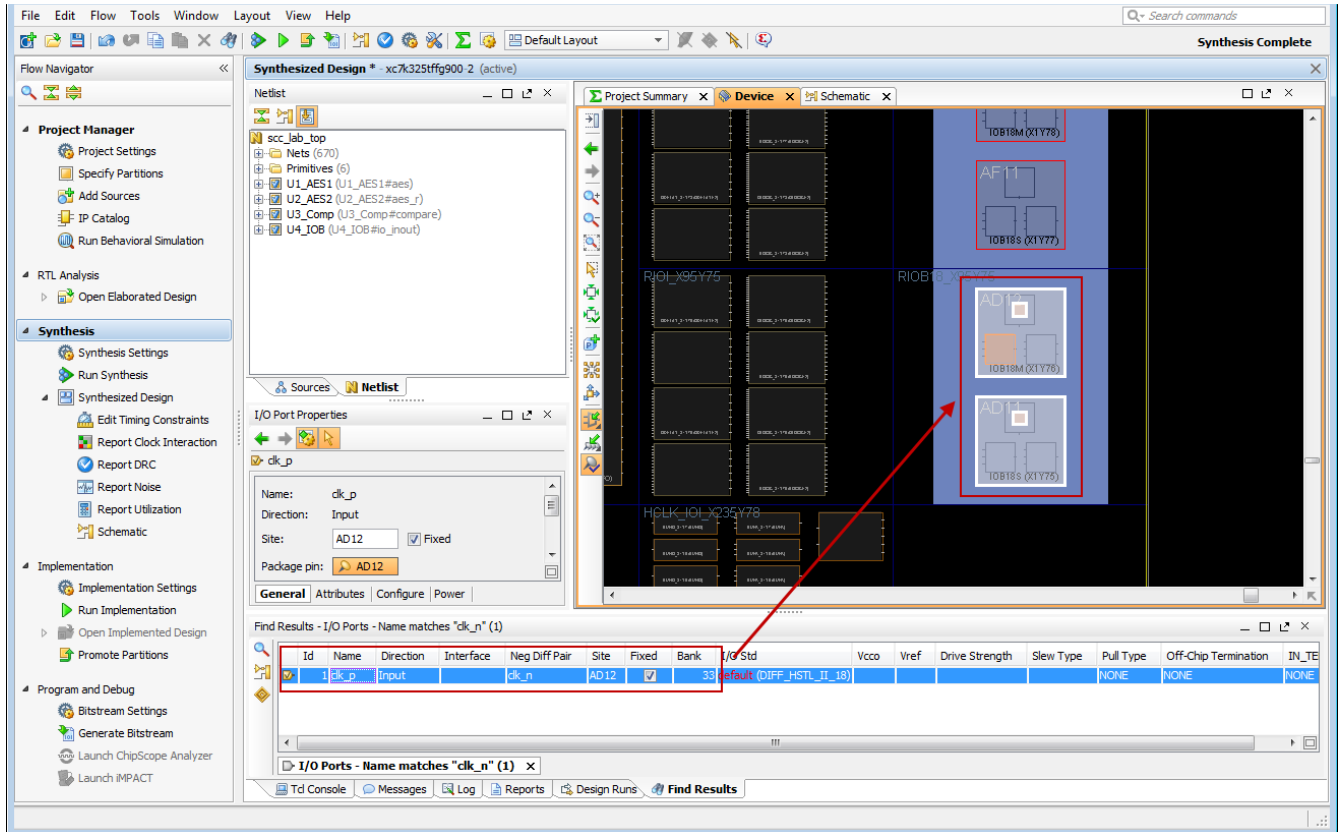 File Edit Flow Tools Window Layout View Help
Search commands
Default Layout
Synthesis Complete
Flow Navigator
Project Manager
Project Settings
Specify Partitions
Add Sources
IP Catalog
Run Behavioral Simulation
RTL Analysis
Open Elaborated Design
Synthesis
Synthesis Settings
Run Synthesis
Synthesized Design
Edit Timing Constraints
Report Clock Interaction
Report DRC
Report Noise
Report Utilization
Schematic
Implementation
Implementation Settings
Run Implementation
Open Implemented Design
Promote Partitions
Program and Debug
Bitstream Settings
Generate Bitstream
Launch ChipScope Analyzer
Launch iMPACT
Synthesized Design * - xc7k325tffg900-2 (active)
Netlist
scc_lab_top
Nets (670)
Primitives (6)
U1_AES1 (U1_AES1#aes)
U2_AES2 (U2_AES2#aes_r)
U3_Comp (U3_Comp#compare)
U4_IOB (U4_IOB#io_inout)
Sources Netlist
I/O Port Properties
clk_p
Name: clk_p
Direction: Input
Site: AD12 Fixed
Package pin: AD12
General Attributes Configure Power
Project Summary Device Schematic
IOB18M (X1Y78)
AF11
IOB18S (X1Y77)
RIOI_X95Y75 RIOB18_X95Y75
AD12
IOB18M (X1Y76)
AD11
IOB18S (X1Y75)
HCLK_IOI_X235Y78
Find Results - I/O Ports - Name matches "clk_n" (1)
Id Name Direction Interface Neg Diff Pair Site Fixed Bank I/O Std Vcco Vref Drive Strength Slew Type Pull Type Off-Chip Termination IN_TE
1 clk_p Input clk_n AD12 33 default (DIFF_HSTL_II_18) NONE NONE NONE
I/O Ports - Name matches "clk_n" (1)
Tcl Console Messages Log Reports Design Runs Find Results